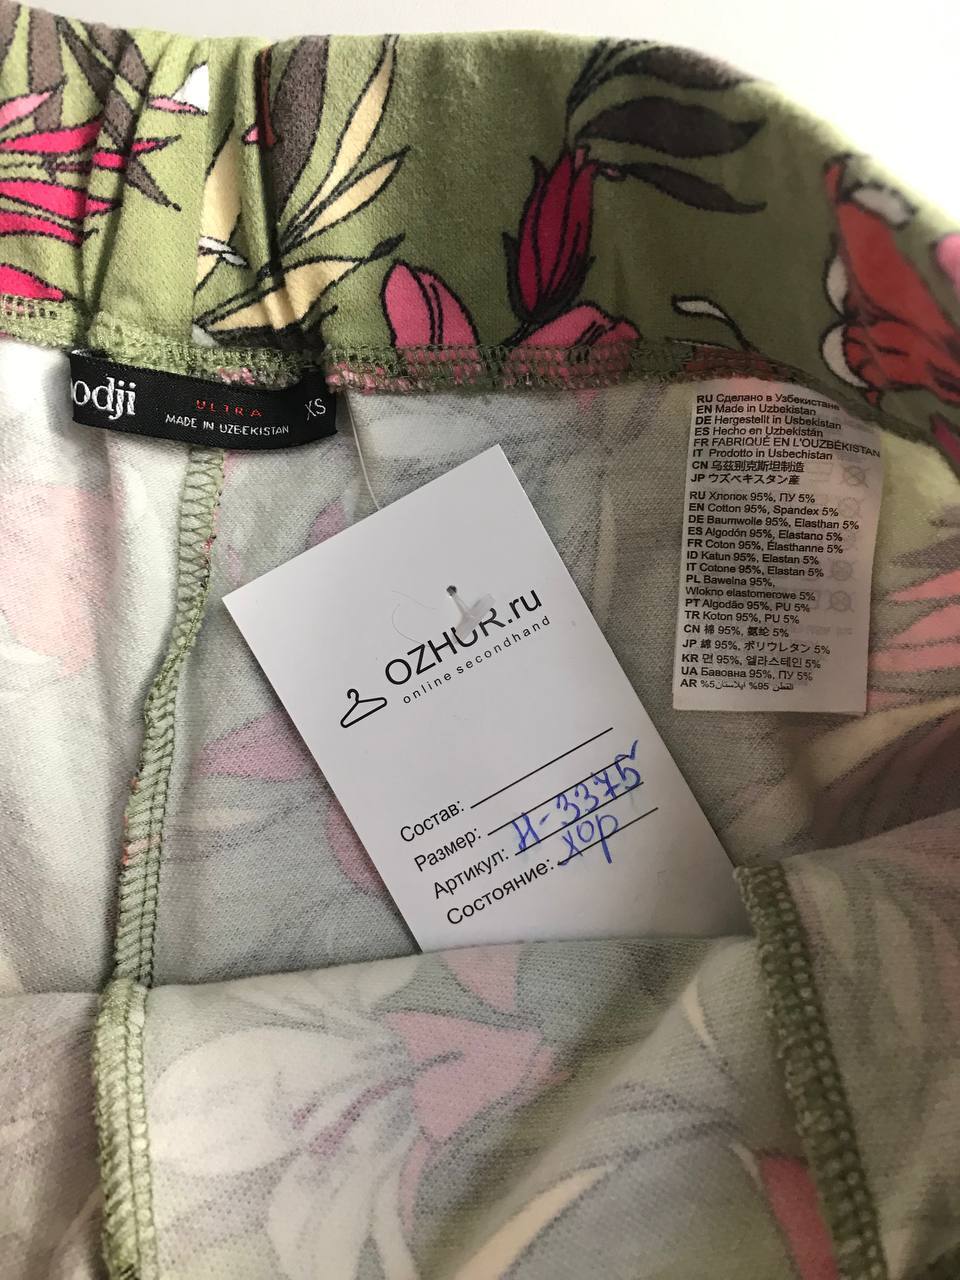 odji
ULTRA
MADE IN UZBEKISTAN
XS
RU Сделано в Узбекистане
EN Made in Uzbekistan
DE Hergestellt in Usbekistan
ES Hecho en Uzbekistán
FR FABRIQUÉ EN L'OUZBÉKISTAN
IT Prodotto in Usbechistan
CN 乌兹别克斯坦制造
JP ウズベキスタン産
RU Хлопок 95%, ПУ 5%
EN Cotton 95%, Spandex 5%
DE Baumwolle 95%, Elasthan 5%
ES Algodón 95%, Elastano 5%
FR Coton 95%, Élasthanne 5%
ID Katun 95%, Elastan 5%
IT Cotone 95%, Elastan 5%
PL Bawełna 95%,
Włokno elastomerowe 5%
PT Algodão 95%, PU 5%
TR Koton 95%, PU 5%
CN 棉 95%, 氨纶 5%
JP 綿 95%, ポリウレタン 5%
KR 면 95%, 엘라스테인 5%
UA Бавовна 95%, ПУ 5%
AR القطن 95% إيلاستان 5%
OZHUR.ru
online secondhand
Состав:
Размер:
Артикул: Н-3375
Состояние: хор